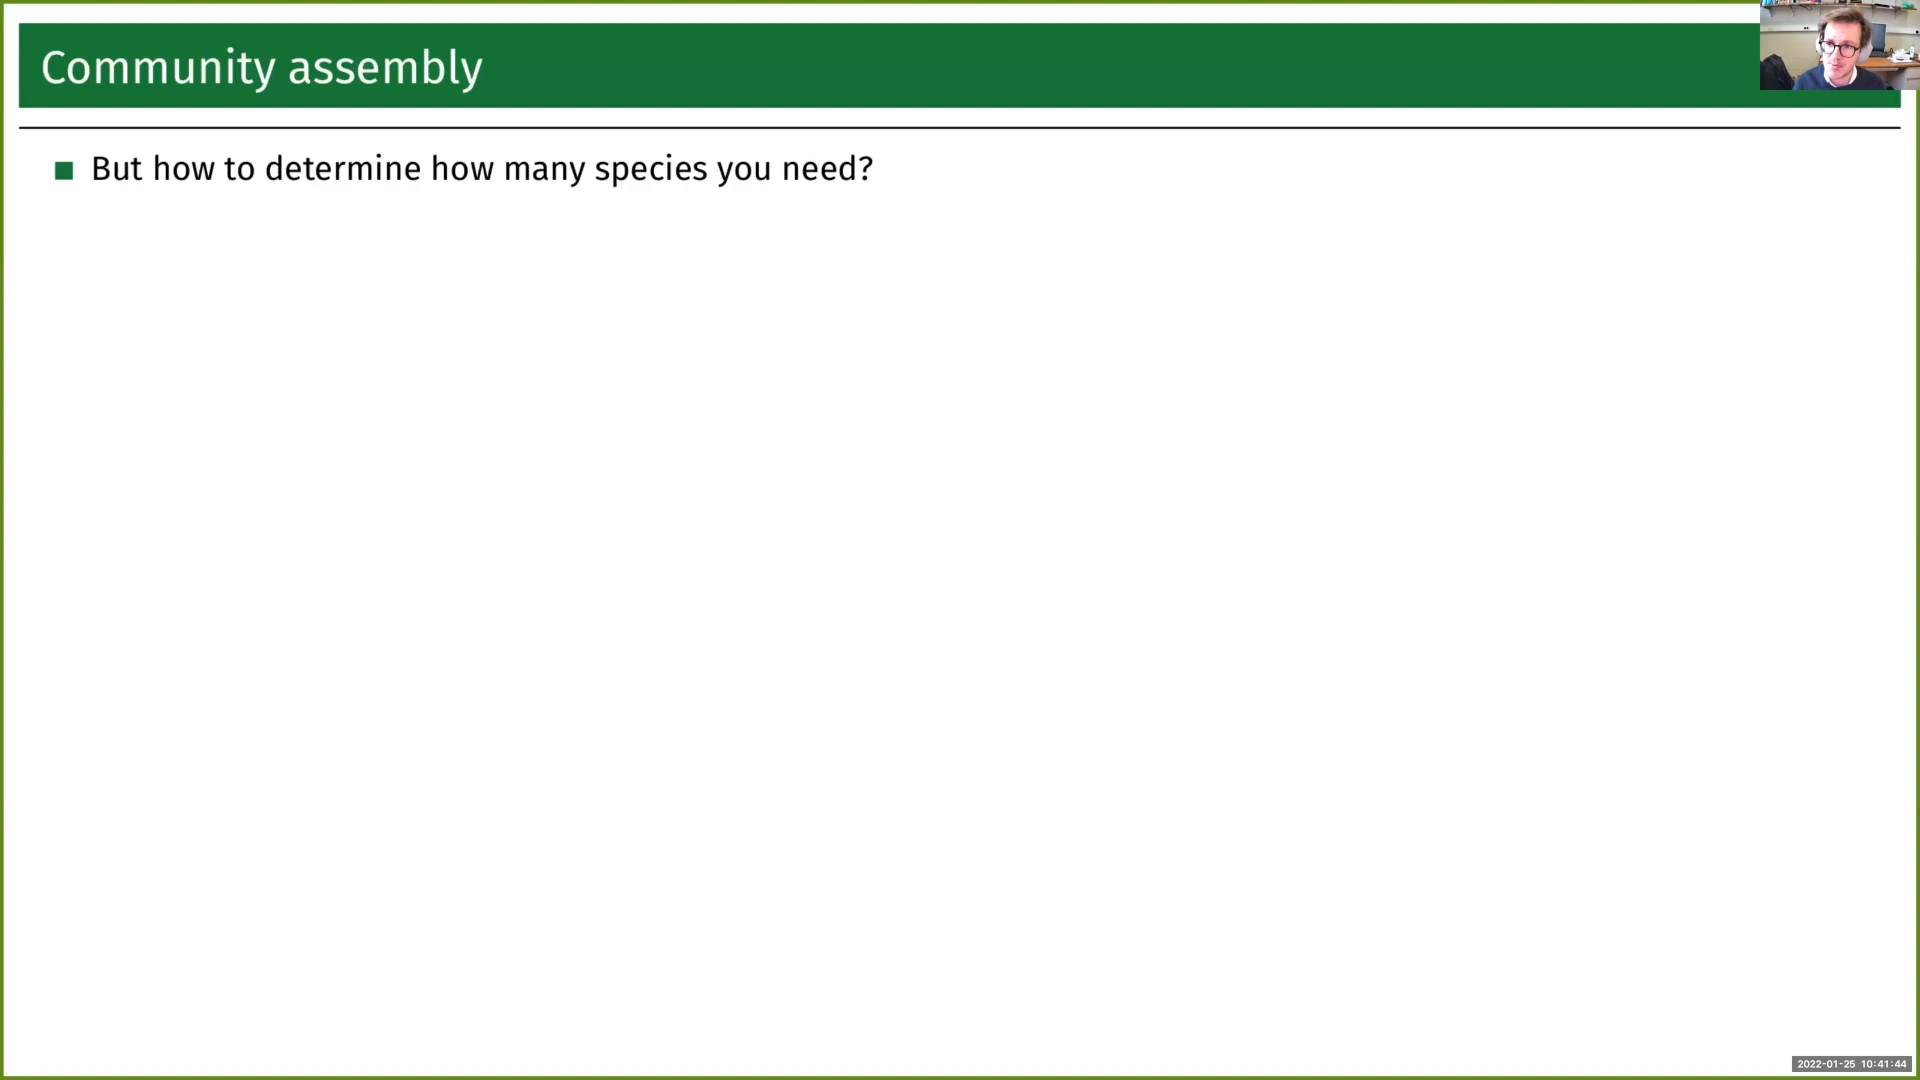 Community assembly
But how to determine how many species you need?
2022-01-25 10:41:44